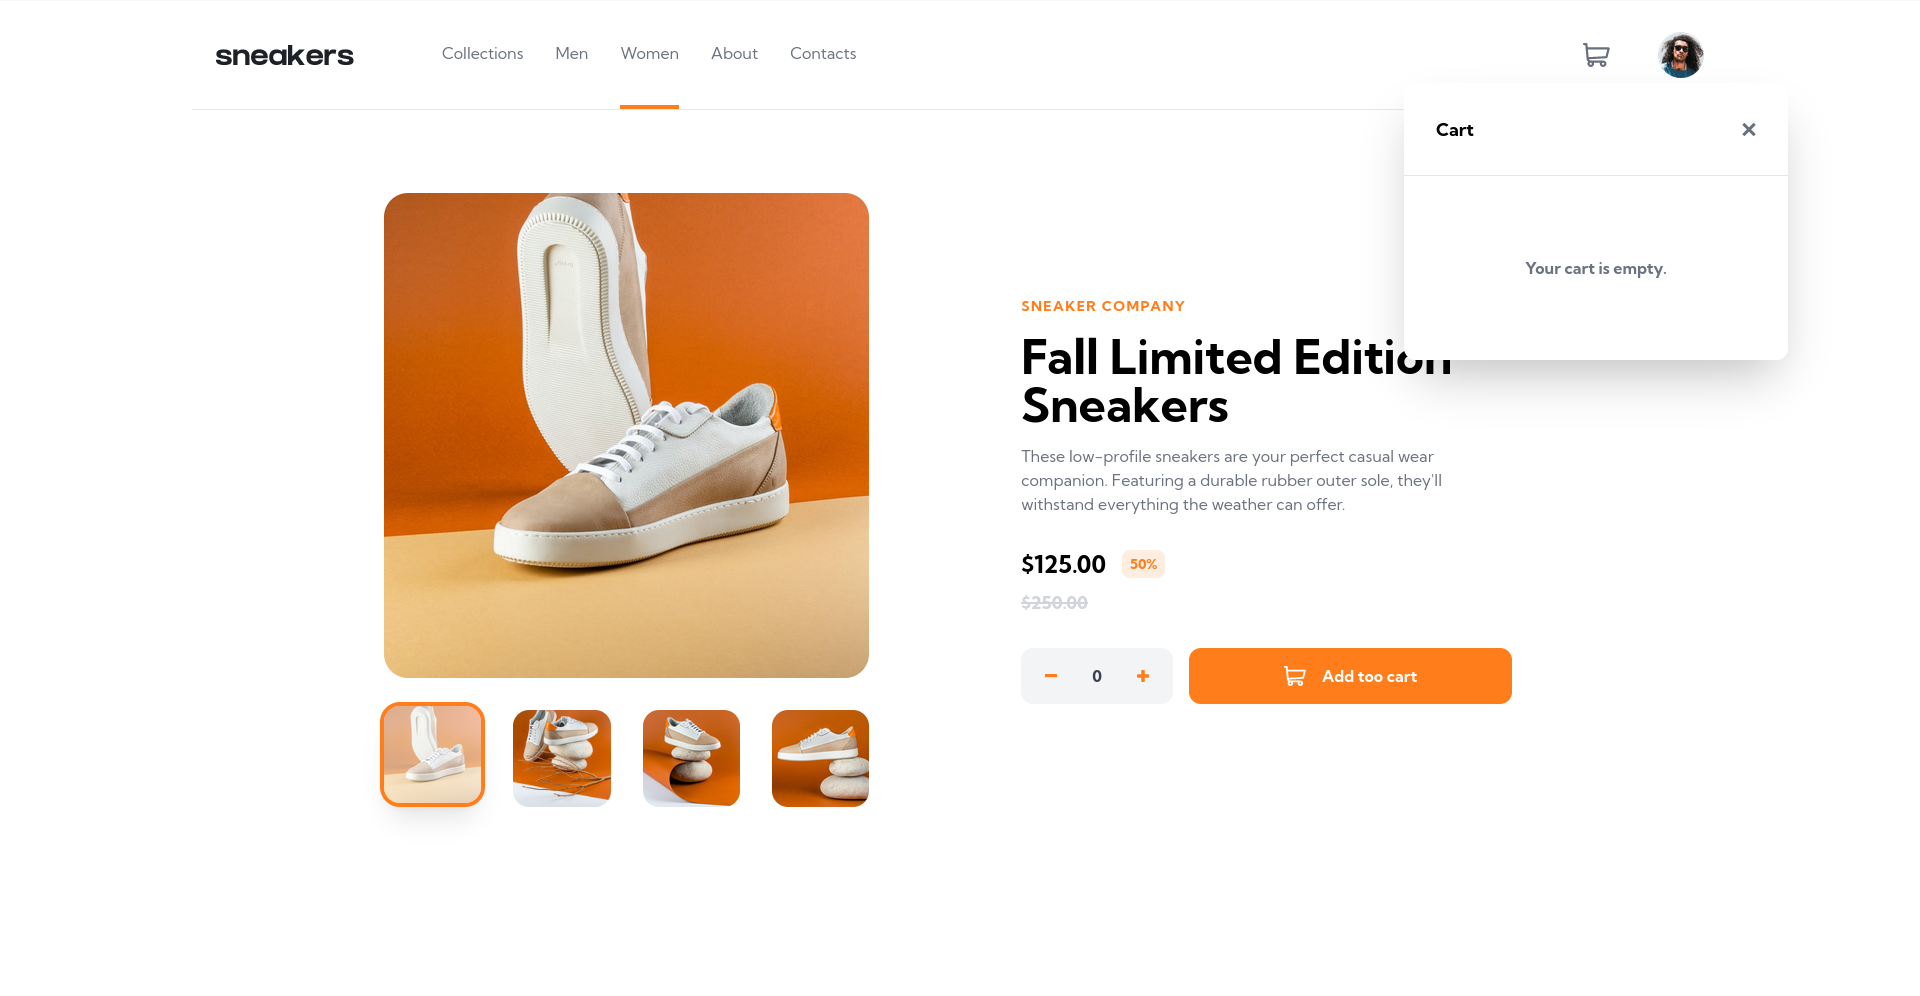 sneakers
Collections Men Women About Contacts
Cart
Your cart is empty.
SNEAKER COMPANY
Fall Limited Edition
Sneakers
These low-profile sneakers are your perfect casual wear
companion. Featuring a durable rubber outer sole, they'll
withstand everything the weather can offer.
$125.00 50%
$250.00
0
Add too cart